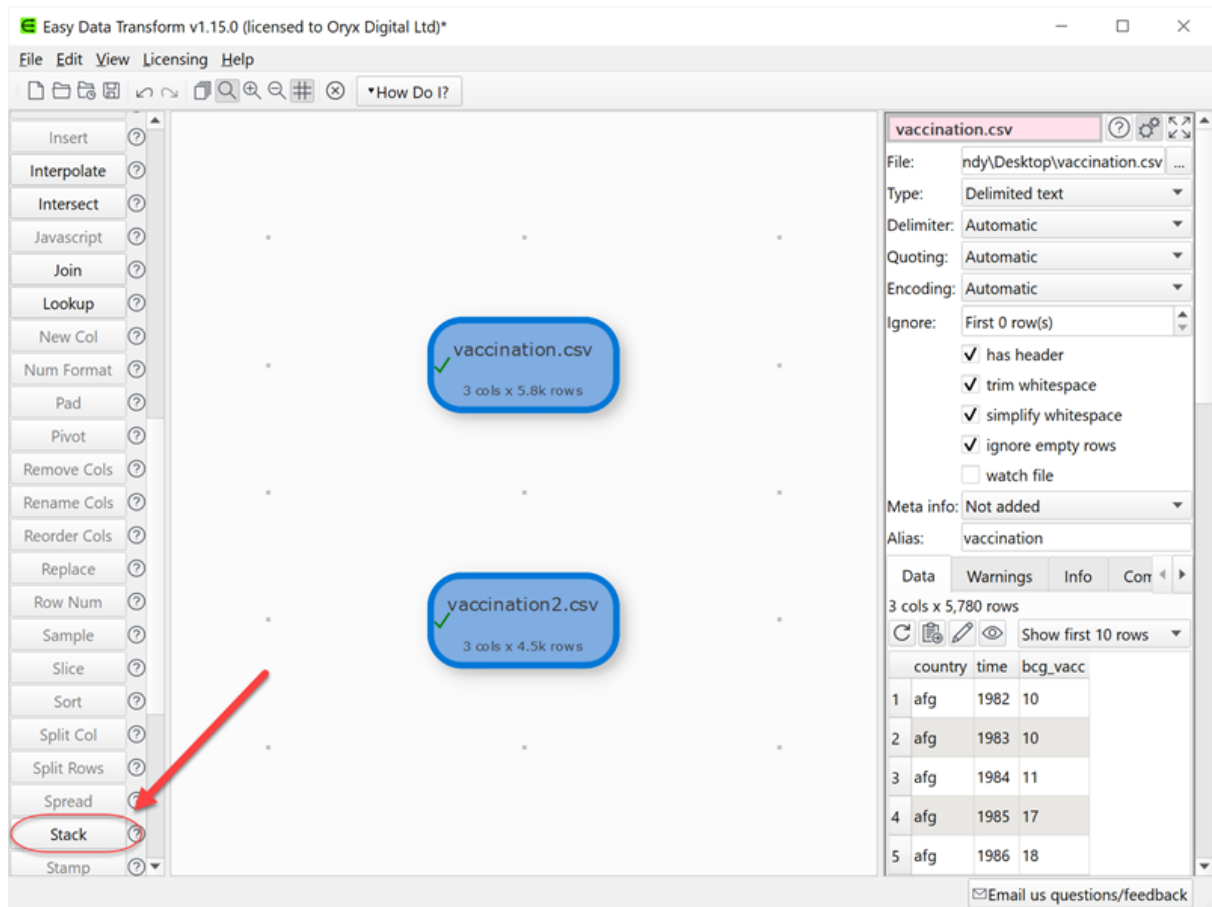 Easy Data Transform v1.15.0 (licensed to Oryx Digital Ltd)*
File Edit View Licensing Help
How Do I?
Insert
Interpolate
Intersect
Javascript
Join
Lookup
New Col
Num Format
Pad
Pivot
Remove Cols
Rename Cols
Reorder Cols
Replace
Row Num
Sample
Slice
Sort
Split Col
Split Rows
Spread
Stack
Stamp
vaccination.csv
3 cols x 5.8k rows
vaccination2.csv
3 cols x 4.5k rows
vaccination.csv
File: ndy\Desktop\vaccination.csv ...
Type: Delimited text
Delimiter: Automatic
Quoting: Automatic
Encoding: Automatic
Ignore: First 0 row(s)
has header
trim whitespace
simplify whitespace
ignore empty rows
watch file
Meta info: Not added
Alias: vaccination
Data Warnings Info Com
3 cols x 5,780 rows
Show first 10 rows
country time bcg_vacc
1 afg 1982 10
2 afg 1983 10
3 afg 1984 11
4 afg 1985 17
5 afg 1986 18
Email us questions/feedback